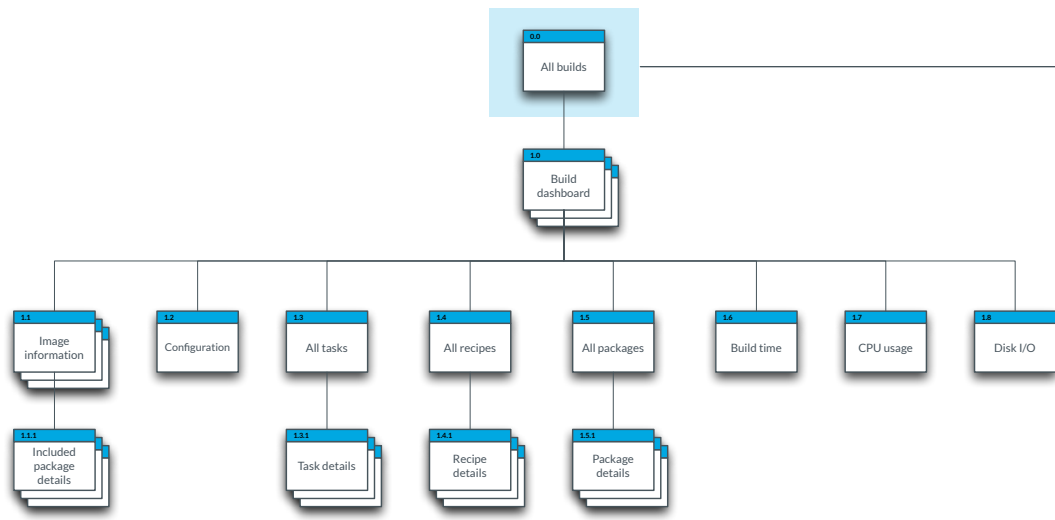 0.0
All builds
1.0
Build
dashboard
1.1
Image
information
1.2
Configuration
1.3
All tasks
1.4
All recipes
1.5
All packages
1.6
Build time
1.7
CPU usage
1.8
Disk I/O
1.1.1
Included
package
details
1.3.1
Task details
1.4.1
Recipe
details
1.5.1
Package
details